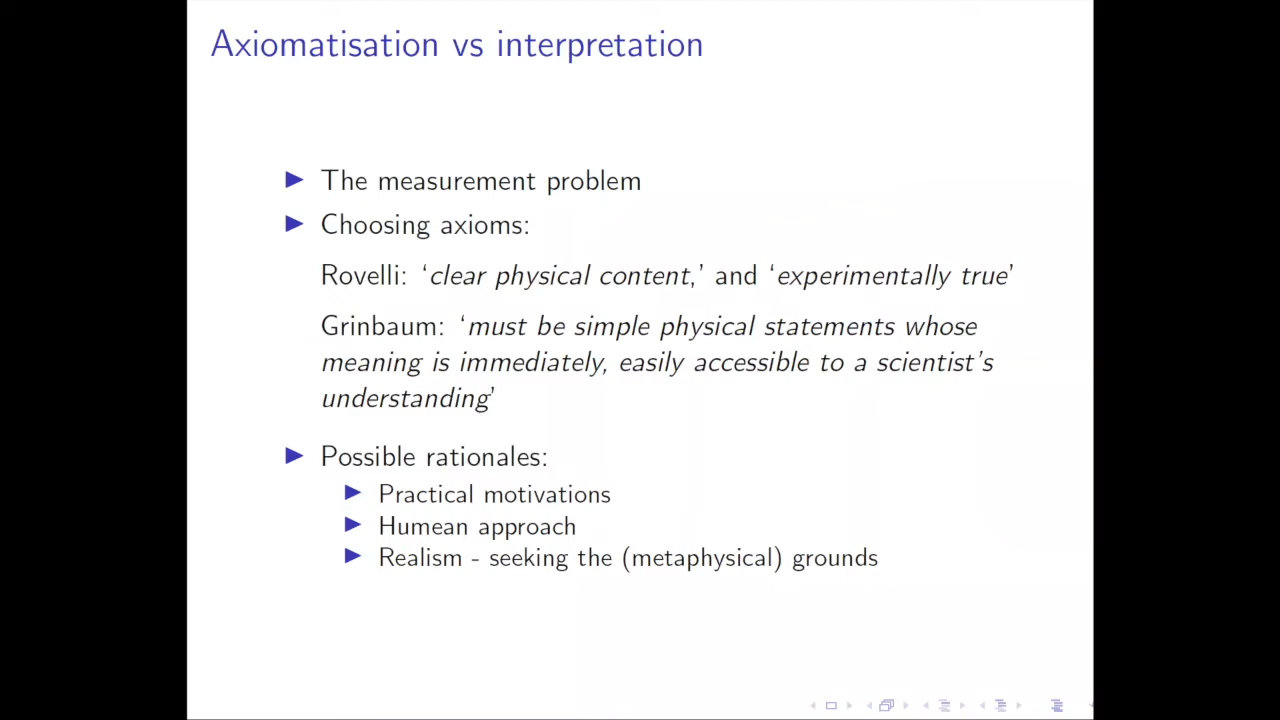 Axiomatisation vs interpretation
The measurement problem
Choosing axioms:
Rovelli: ‘clear physical content,’ and ‘experimentally true’
Grinbaum: ‘must be simple physical statements whose
meaning is immediately, easily accessible to a scientist’s
understanding’
Possible rationales:
Practical motivations
Humean approach
Realism - seeking the (metaphysical) grounds